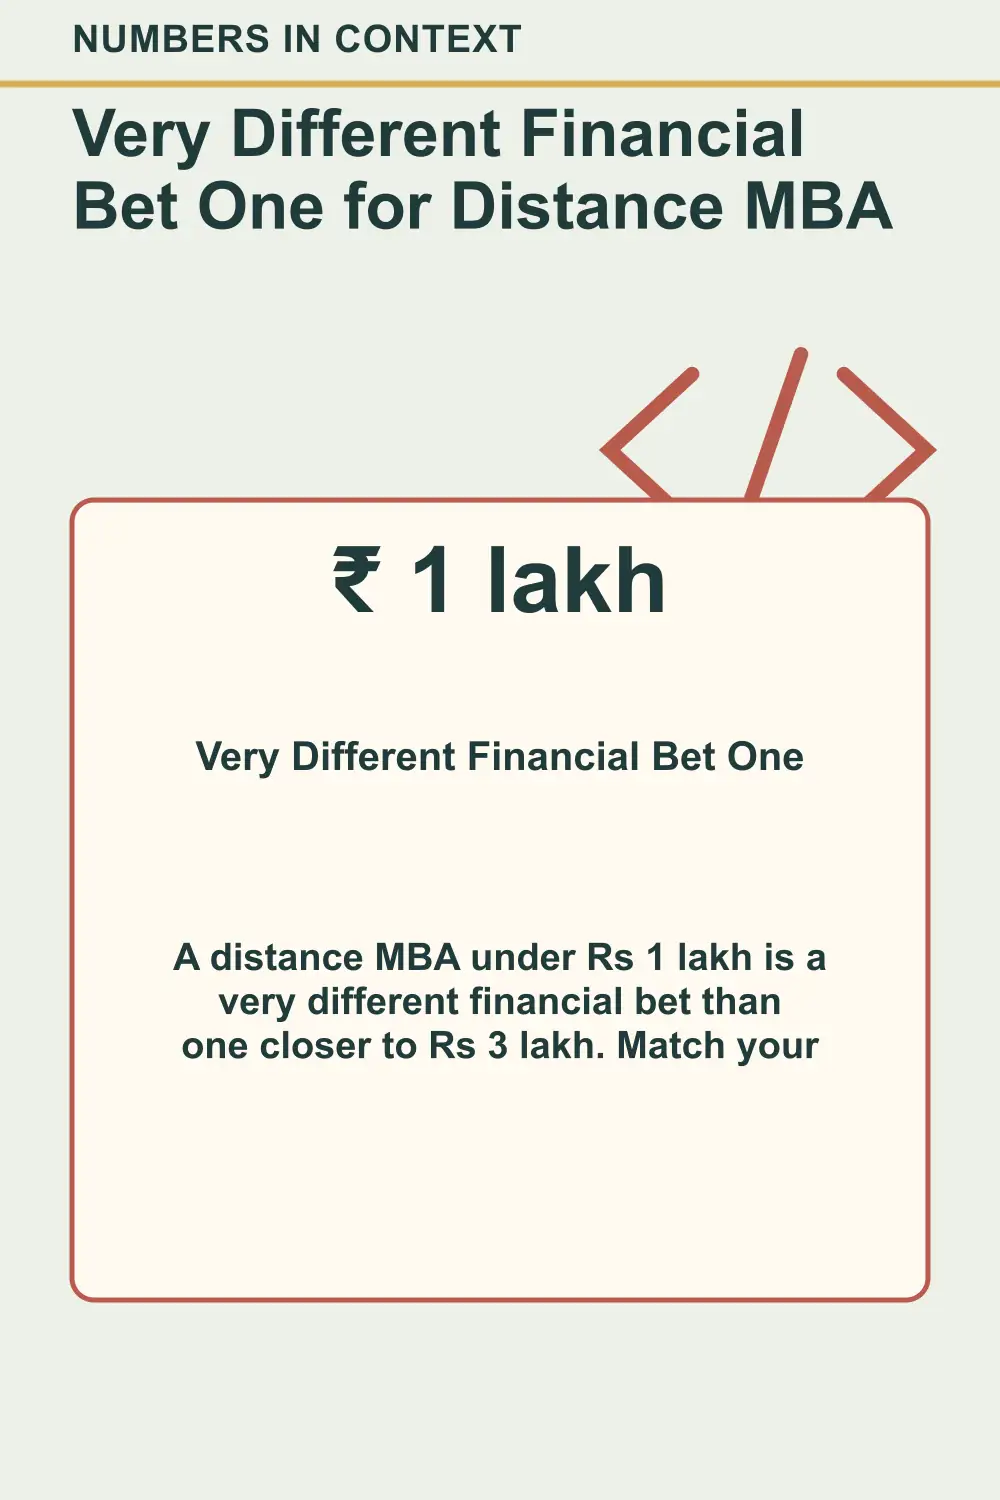 NUMBERS IN CONTEXT
Very Different Financial
Bet One for Distance MBA
₹ 1 lakh
Very Different Financial Bet One
A distance MBA under Rs 1 lakh is a
very different financial bet than
one closer to Rs 3 lakh. Match your